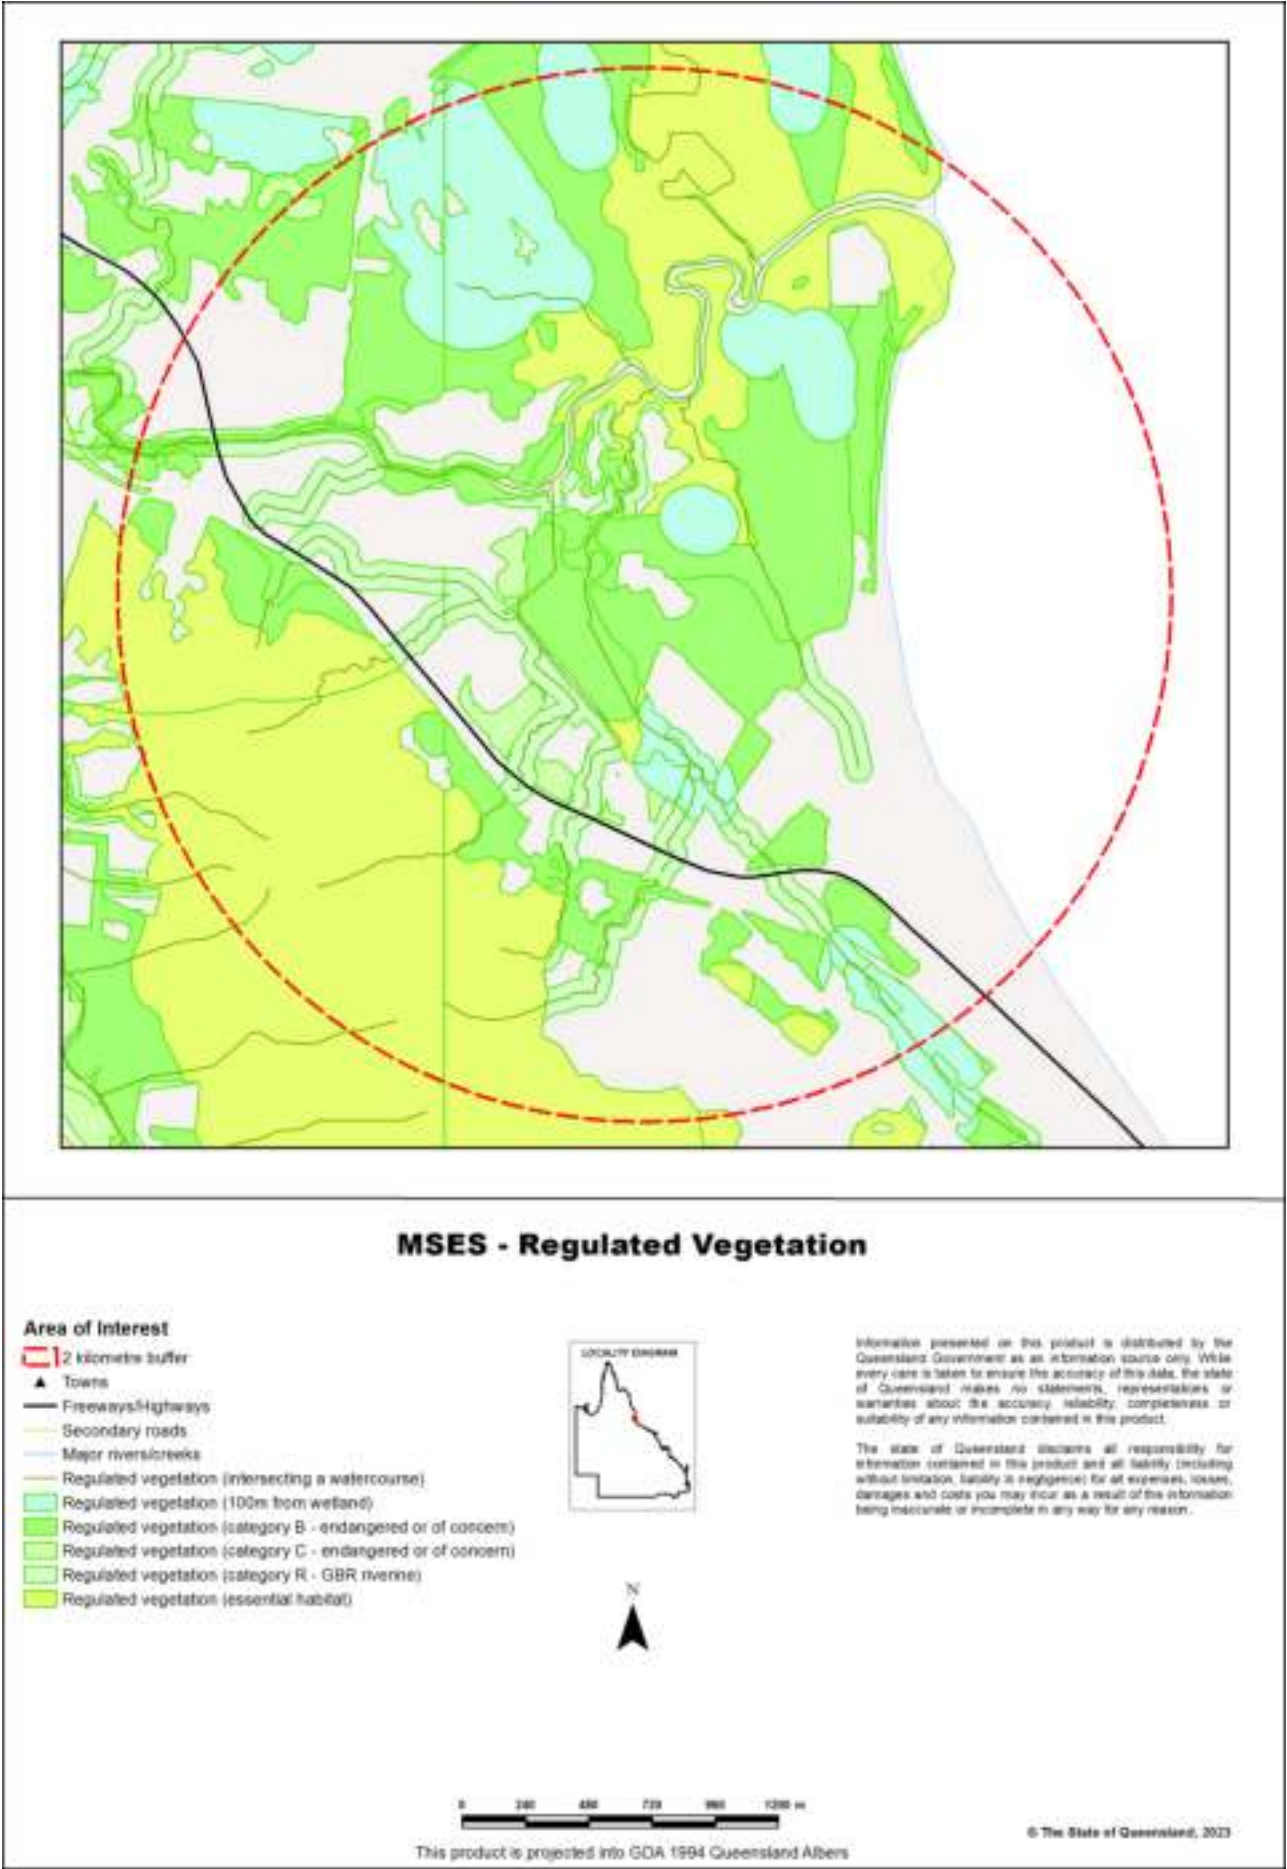 MSES - Regulated Vegetation
Area of Interest
2 kilometre buffer
Towns
Freeways/Highways
Secondary roads
Major rivers/creeks
Regulated vegetation (intersecting a watercourse)
Regulated vegetation (100m from wetland)
Regulated vegetation (category B - endangered or of concern)
Regulated vegetation (category C - endangered or of concern)
Regulated vegetation (category R - GBR riverine)
Regulated vegetation (essential habitat)
LOCALITY DIAGRAM
N
Information presented on this product is distributed by the
Queensland Government as an information source only. While
every care is taken to ensure the accuracy of this data, the state
of Queensland makes no statements, representations or
warranties about the accuracy, reliability, completeness or
suitability of any information contained in this product.
The state of Queensland disclaims all responsibility for
information contained in this product and all liability (including
without limitation, liability in negligence) for all expenses, losses,
damages and costs you may incur as a result of the information
being inaccurate or incomplete in any way for any reason.
0 240 480 720 960 1200 m
This product is projected into GDA 1994 Queensland Albers
© The State of Queensland, 2023